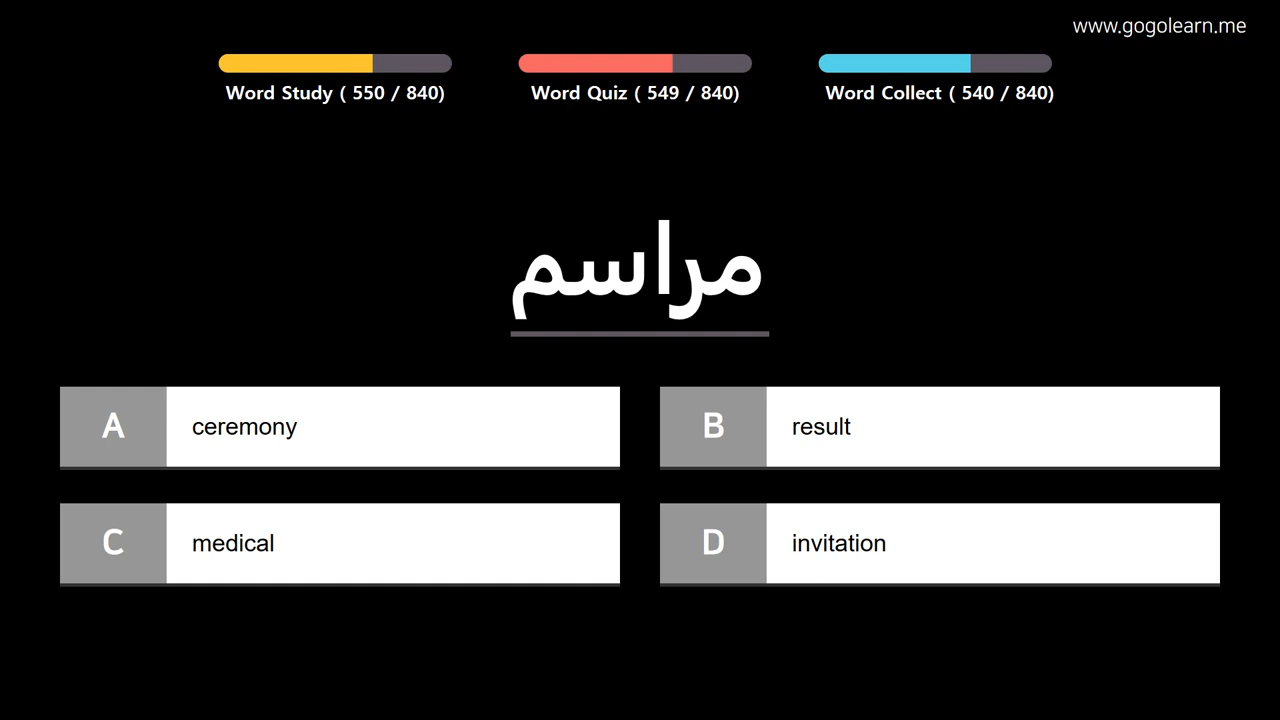 www.gogolearn.me
Word Study ( 550 / 840)
Word Quiz ( 549 / 840)
Word Collect ( 540 / 840)
مراسم
A ceremony
B result
C medical
D invitation